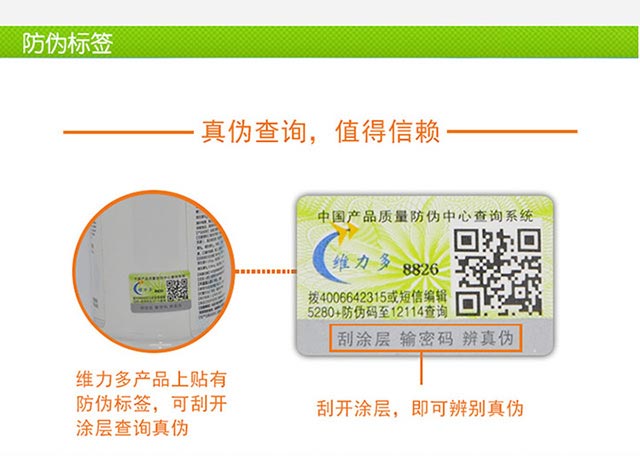 防伪标签
真伪查询，值得信赖
中国产品质量防伪中心查询系统
维力多
8826
拨4006642315或短信编辑
5280+防伪码至12114查询
刮涂层 输密码 辨真伪
维力多产品上贴有
防伪标签，可刮开
涂层查询真伪
刮开涂层，即可辨别真伪